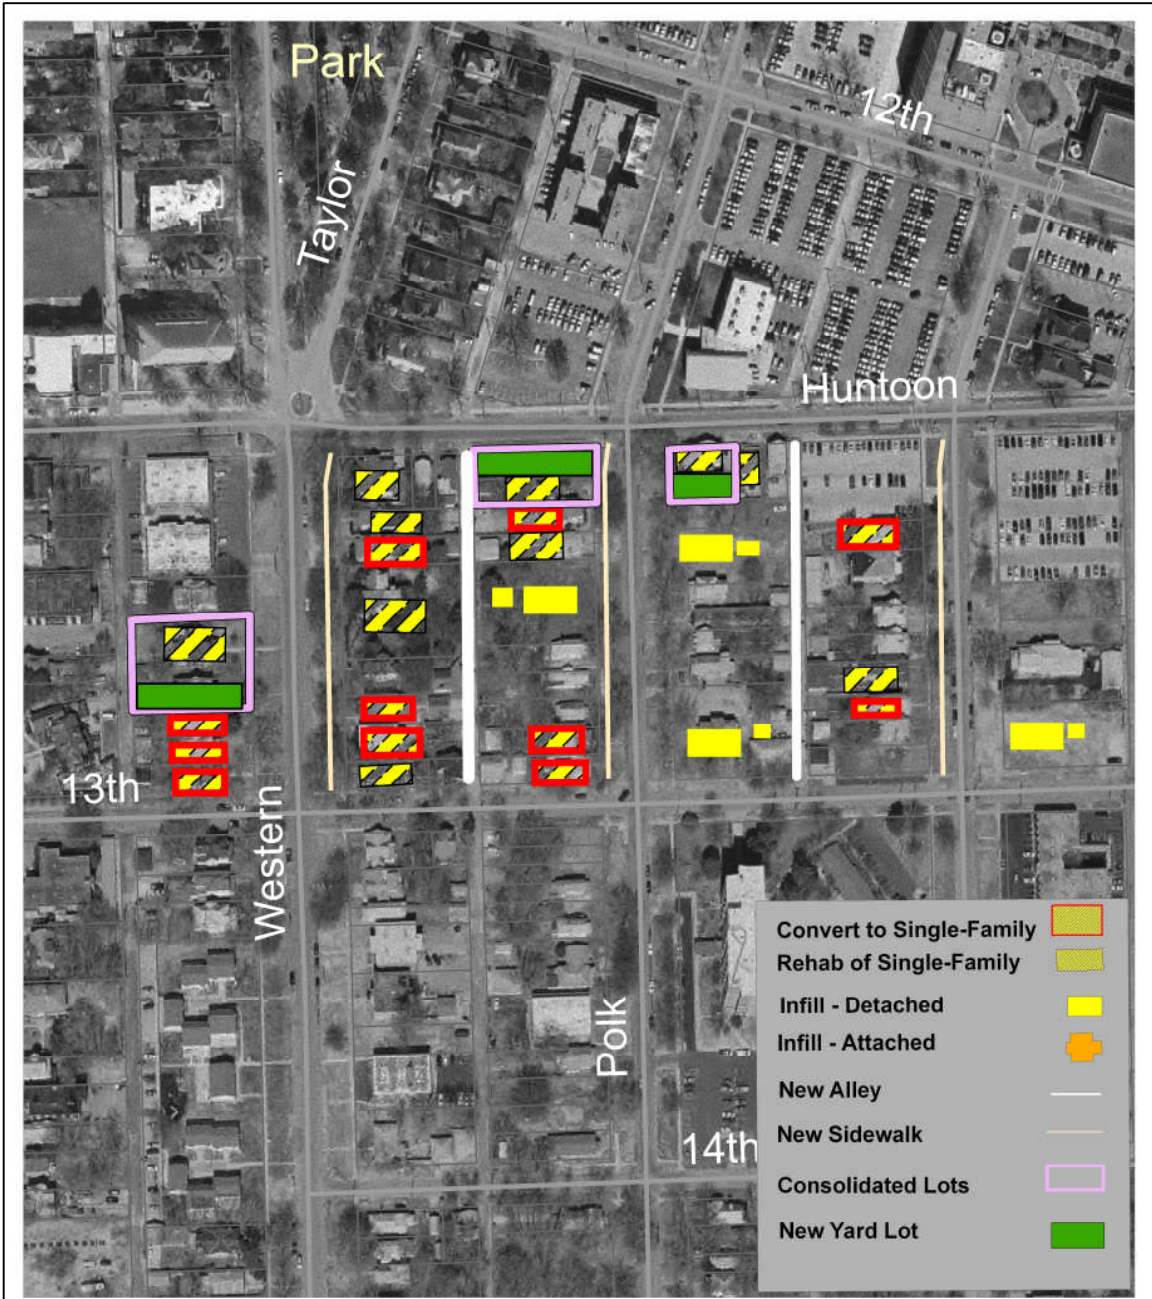 Park
12th
Taylor
Huntoon
13th
Western
Polk
14th
Convert to Single-Family
Rehab of Single-Family
Infill - Detached
Infill - Attached
New Alley
New Sidewalk
Consolidated Lots
New Yard Lot